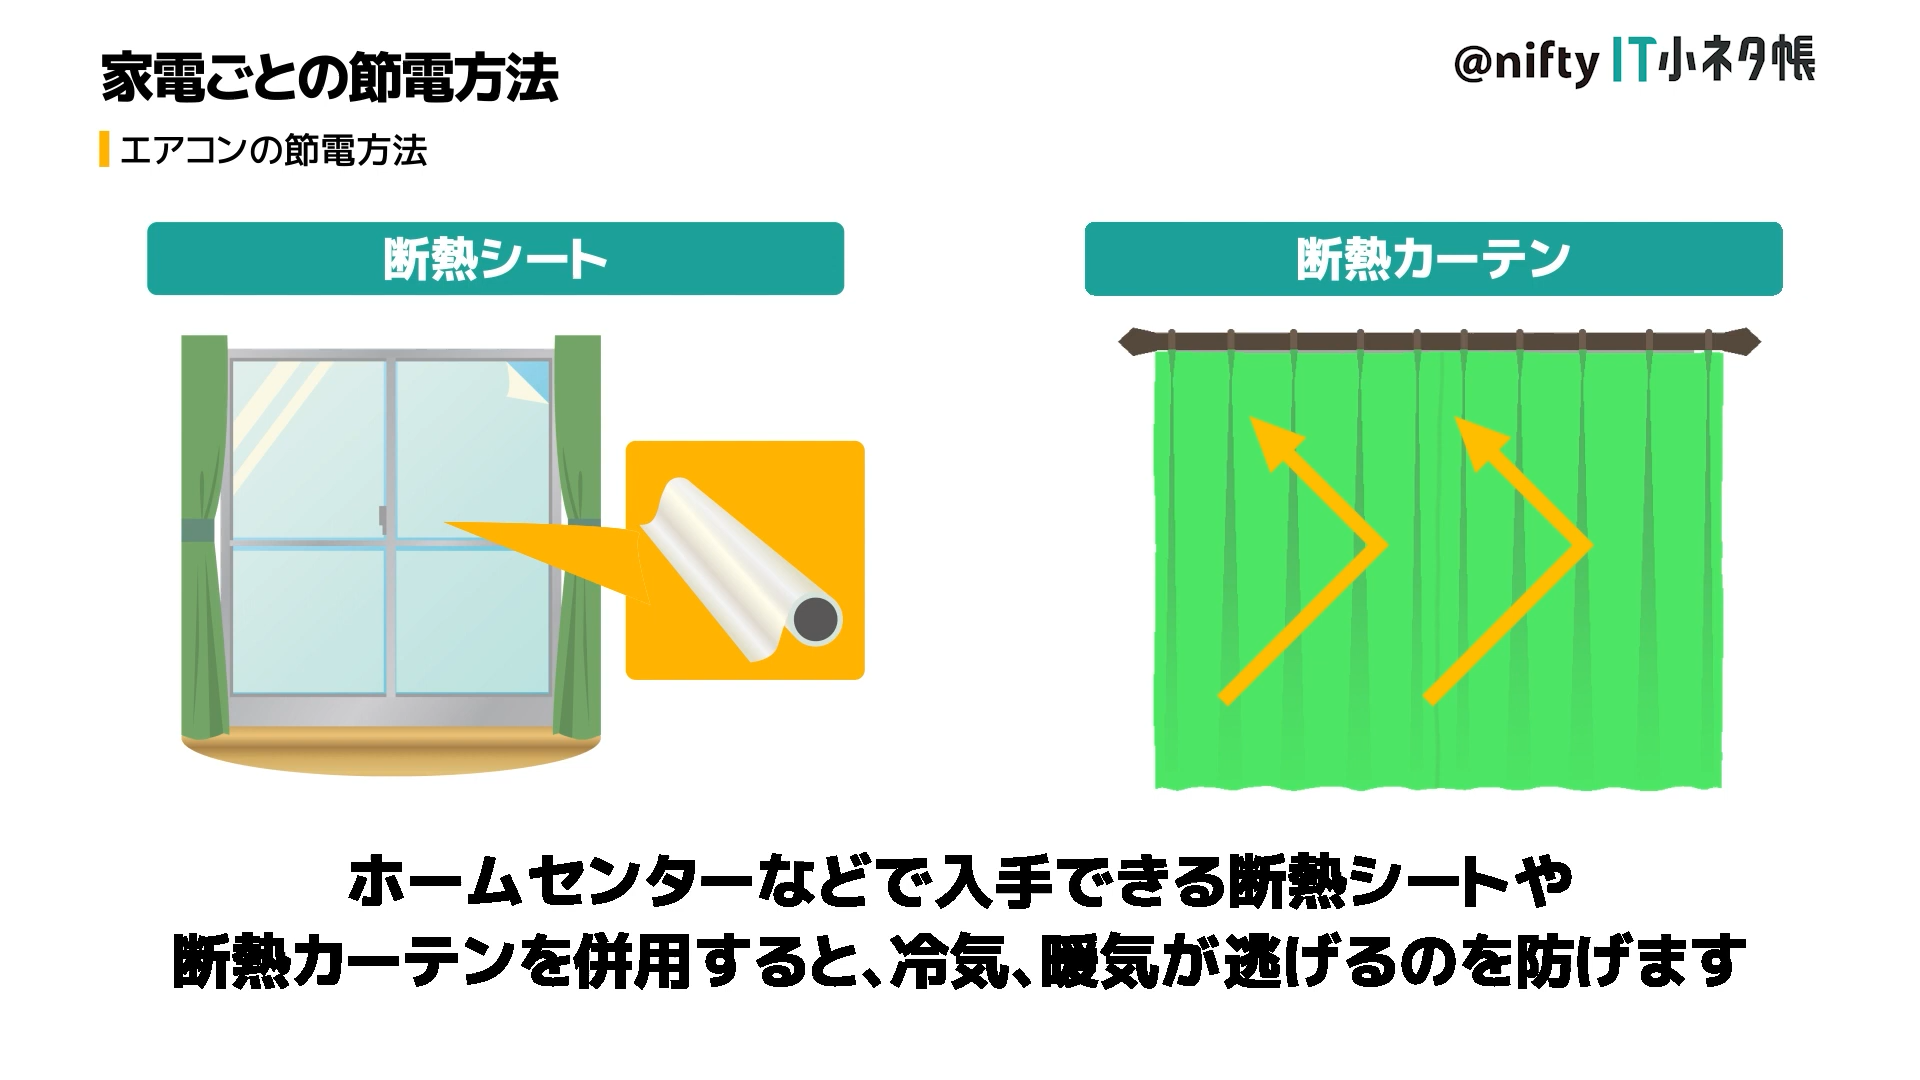 家電ごとの節電方法
@nifty IT小ネタ帳
エアコンの節電方法
断熱シート
断熱カーテン
ホームセンターなどで入手できる断熱シートや
断熱カーテンを併用すると、冷気、暖気が逃げるのを防げます